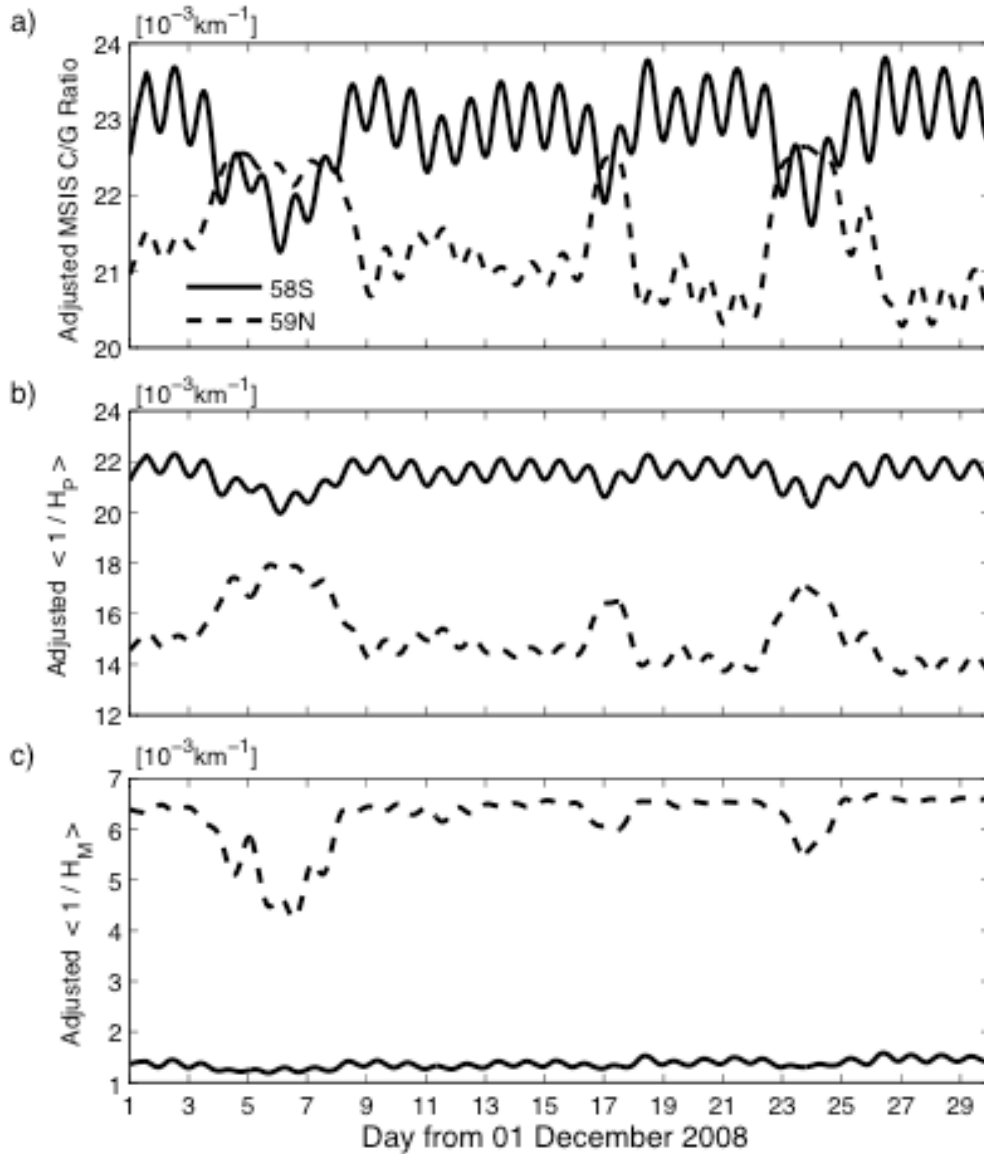 a)
[10⁻³km⁻¹]
Adjusted MSIS C/G Ratio
24
23
22
21
20
58S
59N
b)
[10⁻³km⁻¹]
Adjusted < 1 / H_P >
24
22
20
18
16
14
12
c)
[10⁻³km⁻¹]
Adjusted < 1 / H_M >
7
6
5
4
3
2
1
1 3 5 7 9 11 13 15 17 19 21 23 25 27 29
Day from 01 December 2008